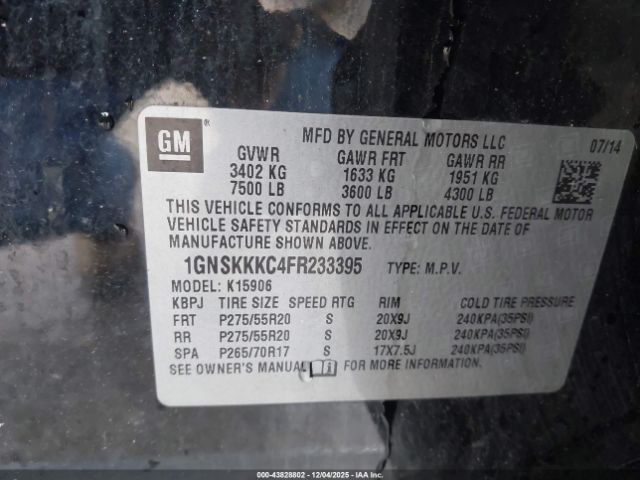 GM ®
MFD BY GENERAL MOTORS LLC 07/14
GVWR GAWR FRT GAWR RR
3402 KG 1633 KG 1951 KG
7500 LB 3600 LB 4300 LB
THIS VEHICLE CONFORMS TO ALL APPLICABLE U.S. FEDERAL MOTOR
VEHICLE SAFETY STANDARDS IN EFFECT ON THE DATE OF
MANUFACTURE SHOWN ABOVE.
1GNSKKKC4FR233395 TYPE: M.P.V.
MODEL: K15906
KBPJ TIRE SIZE SPEED RTG RIM COLD TIRE PRESSURE
FRT P275/55R20 S 20X9J 240KPA(35PSI)
RR P275/55R20 S 20X9J 240KPA(35PSI)
SPA P265/70R17 S 17X7.5J 240KPA(35PSI)
SEE OWNER'S MANUAL FOR MORE INFORMATION.
000-43828802 - 12/04/2025 - IAA Inc.